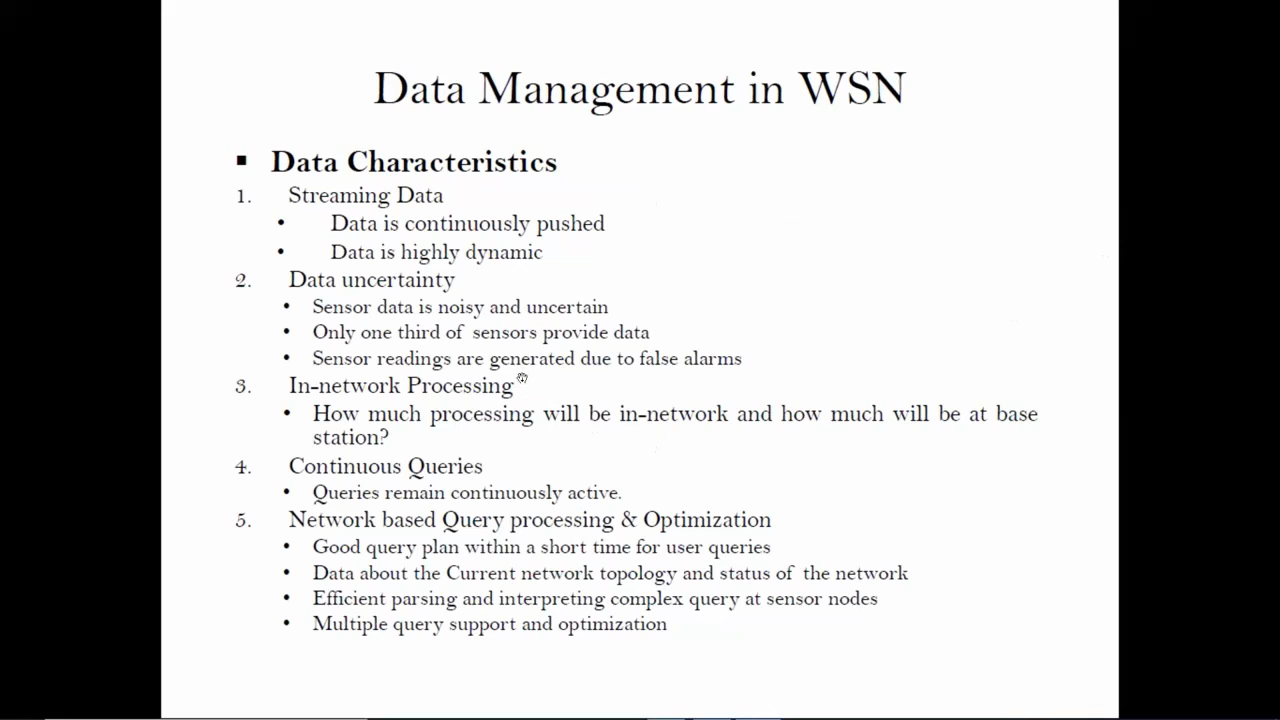 Data Management in WSN
▪ Data Characteristics
1. Streaming Data
• Data is continuously pushed
• Data is highly dynamic
2. Data uncertainty
• Sensor data is noisy and uncertain
• Only one third of sensors provide data
• Sensor readings are generated due to false alarms
3. In-network Processing
• How much processing will be in-network and how much will be at base
station?
4. Continuous Queries
• Queries remain continuously active.
5. Network based Query processing & Optimization
• Good query plan within a short time for user queries
• Data about the Current network topology and status of the network
• Efficient parsing and interpreting complex query at sensor nodes
• Multiple query support and optimization